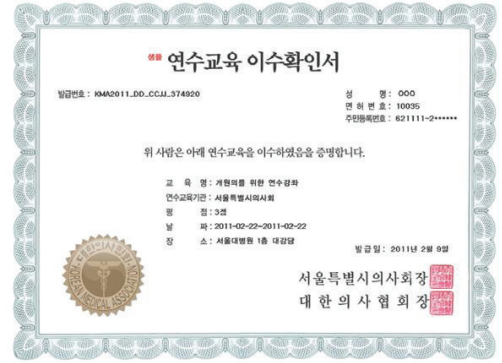 샘플 연수교육 이수확인서
발급번호 : KMA2011_DD_CCJJ_374920
성 명 : OOO
면 허 번 호 : 10035
주민등록번호 : 621111-2******
위 사람은 아래 연수교육을 이수하였음을 증명합니다.
교 육 명 : 개원의를 위한 연수강좌
연수교육기관 : 서울특별시의사회
평 점 : 3점
날 짜 : 2011-02-22~2011-02-22
장 소 : 서울대병원 1층 대강당
발 급 일 : 2011년 2월 9일
서울특별시의사회장
대 한 의 사 협 회 장
KOREAN MEDICAL ASSOCIATION